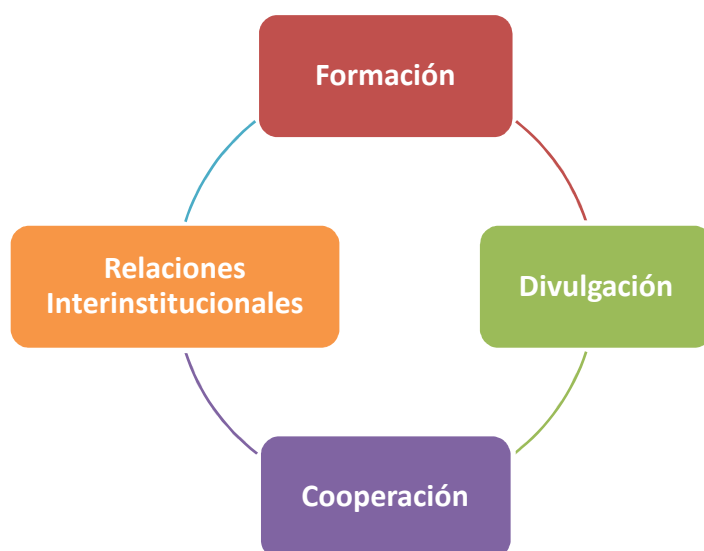 Formación
Relaciones
Interinstitucionales
Divulgación
Cooperación